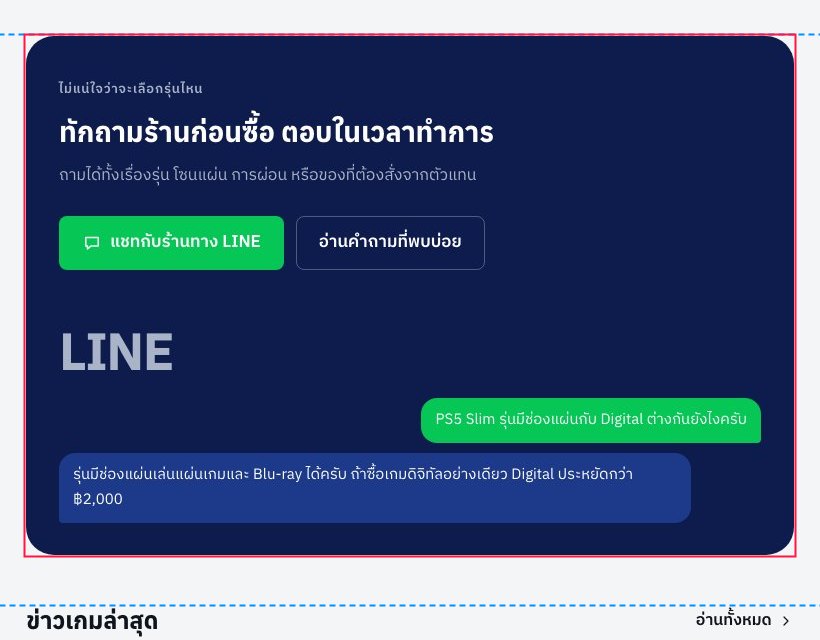 ไม่แน่ใจว่าจะเลือกรุ่นไหน
ทักถามร้านก่อนซื้อ ตอบในเวลาทำการ
ถามได้ทั้งเรื่องรุ่น โซนแผ่น การผ่อน หรือของที่ต้องสั่งจากตัวแทน
แชทกับร้านทาง LINE
อ่านคำถามที่พบบ่อย
LINE
PS5 Slim รุ่นมีช่องแผ่นกับ Digital ต่างกันยังไงครับ
รุ่นมีช่องแผ่นเล่นแผ่นเกมและ Blu-ray ได้ครับ ถ้าซื้อเกมดิจิทัลอย่างเดียว Digital ประหยัดกว่า
฿2,000
ข่าวเกมล่าสุด
อ่านทั้งหมด